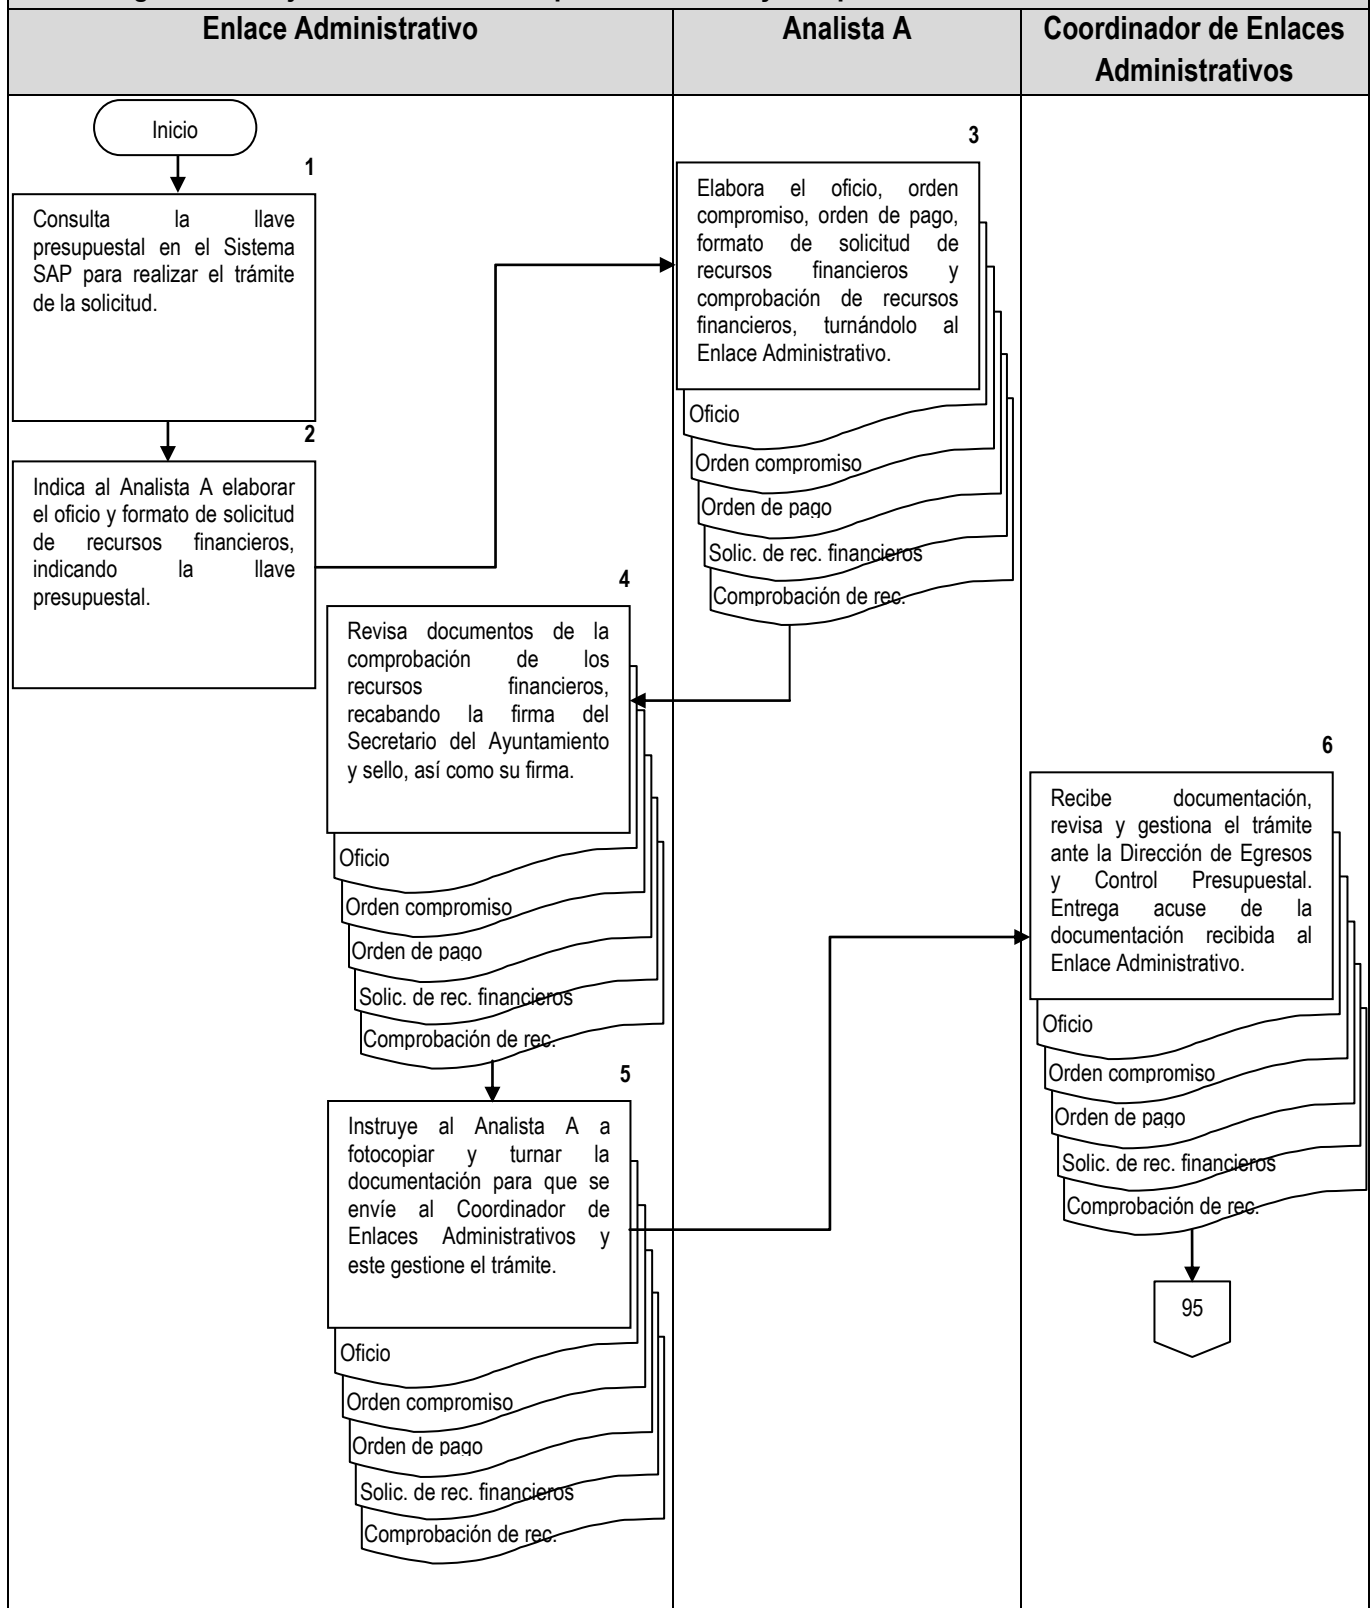 Enlace Administrativo
Analista A
Coordinador de Enlaces
Administrativos
Inicio
1
Consulta la llave
presupuestal en el Sistema
SAP para realizar el trámite
de la solicitud.
2
Indica al Analista A elaborar
el oficio y formato de solicitud
de recursos financieros,
indicando la llave
presupuestal.
3
Elabora el oficio, orden
compromiso, orden de pago,
formato de solicitud de
recursos financieros y
comprobación de recursos
financieros, turnándolo al
Enlace Administrativo.
Oficio
Orden compromiso
Orden de pago
Solic. de rec. financieros
Comprobación de rec.
4
Revisa documentos de la
comprobación de los
recursos financieros,
recabando la firma del
Secretario del Ayuntamiento
y sello, así como su firma.
Oficio
Orden compromiso
Orden de pago
Solic. de rec. financieros
Comprobación de rec.
5
Instruye al Analista A a
fotocopiar y turnar la
documentación para que se
envíe al Coordinador de
Enlaces Administrativos y
este gestione el trámite.
Oficio
Orden compromiso
Orden de pago
Solic. de rec. financieros
Comprobación de rec.
6
Recibe documentación,
revisa y gestiona el trámite
ante la Dirección de Egresos
y Control Presupuestal.
Entrega acuse de la
documentación recibida al
Enlace Administrativo.
Oficio
Orden compromiso
Orden de pago
Solic. de rec. financieros
Comprobación de rec.
95